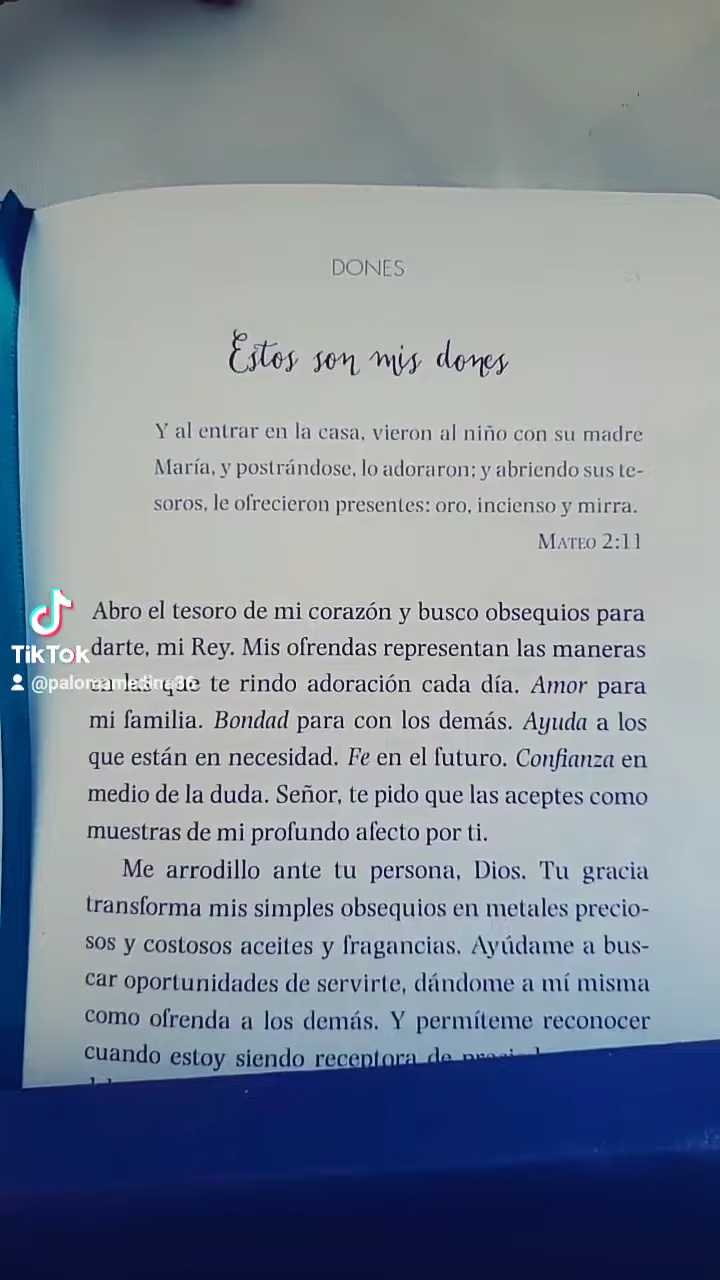 DONES
Estos son mis dones
Y al entrar en la casa, vieron al niño con su madre
María, y postrándose, lo adoraron; y abriendo sus te-
soros, le ofrecieron presentes: oro, incienso y mirra.
MATEO 2:11
Abro el tesoro de mi corazón y busco obsequios para
darte, mi Rey. Mis ofrendas representan las maneras
en las que te rindo adoración cada día. Amor para
mi familia. Bondad para con los demás. Ayuda a los
que están en necesidad. Fe en el futuro. Confianza en
medio de la duda. Señor, te pido que las aceptes como
muestras de mi profundo afecto por ti.
Me arrodillo ante tu persona, Dios. Tu gracia
transforma mis simples obsequios en metales precio-
sos y costosos aceites y fragancias. Ayúdame a bus-
car oportunidades de servirte, dándome a mí misma
como ofrenda a los demás. Y permíteme reconocer
cuando estoy siendo receptora de
TikTok
@palomamedina36